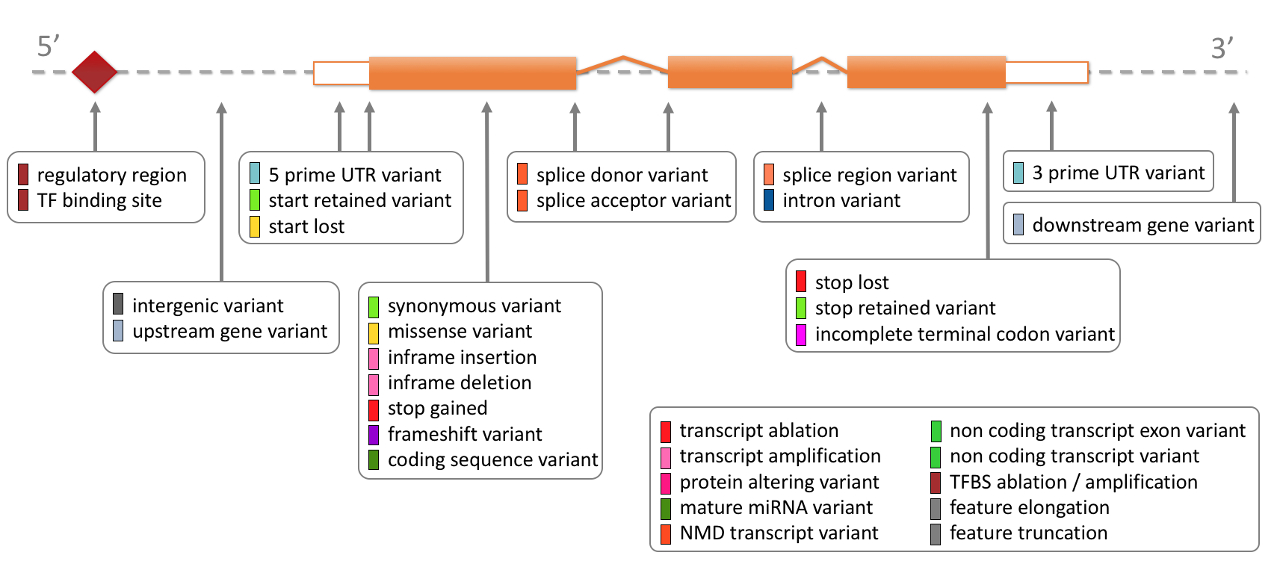 5’
3’
regulatory region
TF binding site
5 prime UTR variant
start retained variant
start lost
splice donor variant
splice acceptor variant
splice region variant
intron variant
3 prime UTR variant
downstream gene variant
intergenic variant
upstream gene variant
synonymous variant
missense variant
inframe insertion
inframe deletion
stop gained
frameshift variant
coding sequence variant
stop lost
stop retained variant
incomplete terminal codon variant
transcript ablation
transcript amplification
protein altering variant
mature miRNA variant
NMD transcript variant
non coding transcript exon variant
non coding transcript variant
TFBS ablation / amplification
feature elongation
feature truncation